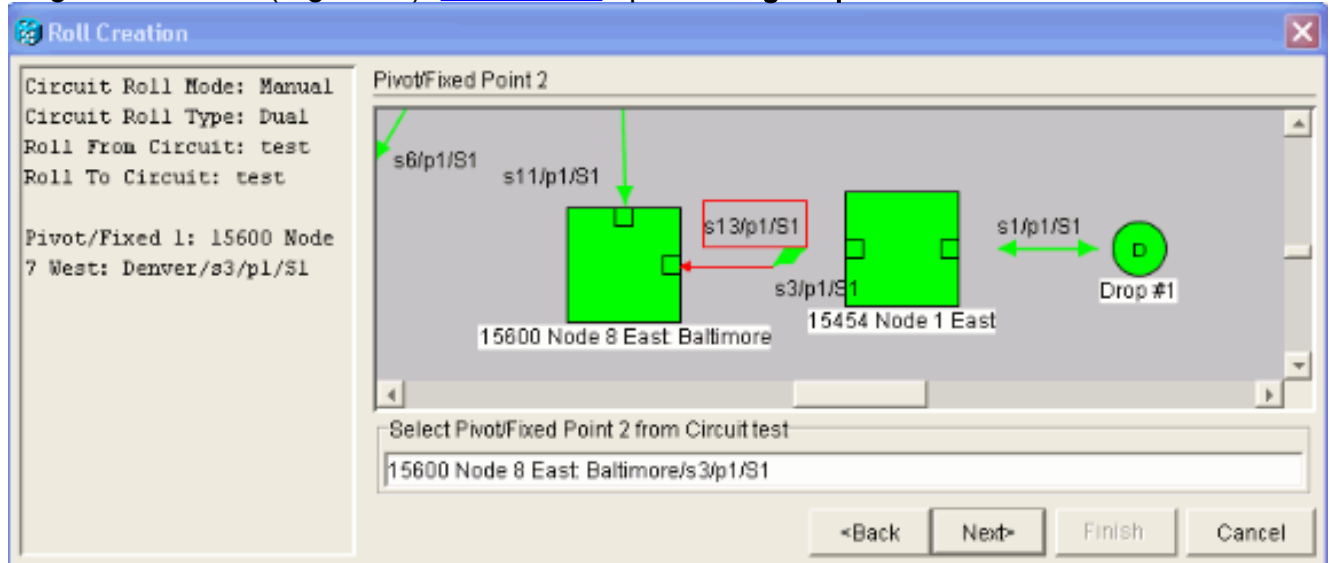 Roll Creation
Circuit Roll Mode: Manual
Circuit Roll Type: Dual
Roll From Circuit: test
Roll To Circuit: test
Pivot/Fixed 1: 15600 Node
7 West: Denver/s3/p1/S1
Pivot/Fixed Point 2
s6/p1/S1
s11/p1/S1
s13/p1/S1
s1/p1/S1
D
s3/p1/S1
Drop #1
15454 Node 1 East
15600 Node 8 East: Baltimore
Select Pivot/Fixed Point 2 from Circuit test
15600 Node 8 East: Baltimore/s3/p1/S1
<Back
Next>
Finish
Cancel